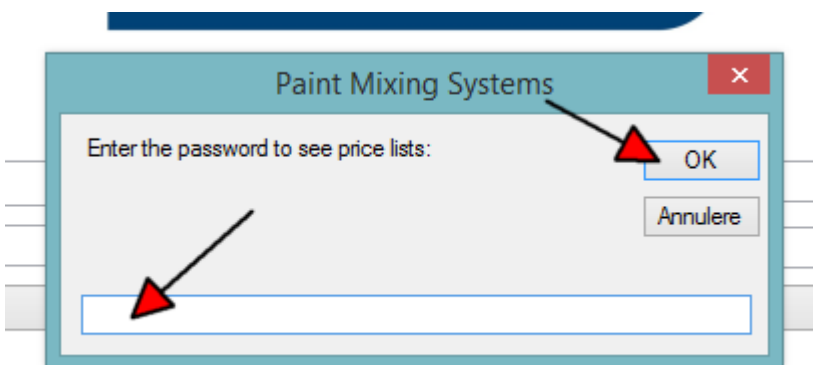 Paint Mixing Systems
Enter the password to see price lists:
OK
Annulere